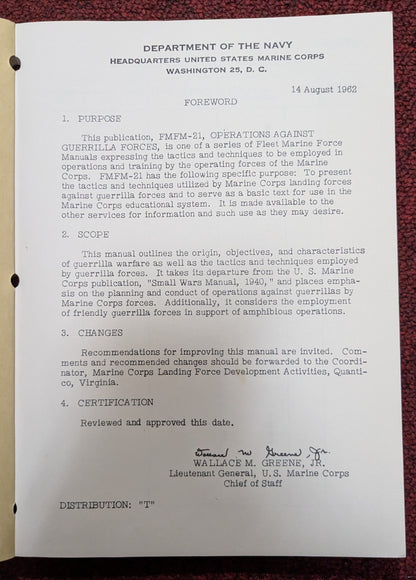 DEPARTMENT OF THE NAVY
HEADQUARTERS UNITED STATES MARINE CORPS
WASHINGTON 25, D. C.
14 August 1962
FOREWORD
1. PURPOSE
This publication, FMFM-21, OPERATIONS AGAINST
GUERRILLA FORCES, is one of a series of Fleet Marine Force
Manuals expressing the tactics and techniques to be employed in
operations and training by the operating forces of the Marine
Corps. FMFM-21 has the following specific purpose: To present
the tactics and techniques utilized by Marine Corps landing forces
against guerrilla forces and to serve as a basic text for use in the
Marine Corps educational system. It is made available to the
other services for information and such use as they may desire.
2. SCOPE
This manual outlines the origin, objectives, and characteristics
of guerrilla warfare as well as the tactics and techniques employed
by guerrilla forces. It takes its departure from the U. S. Marine
Corps publication, "Small Wars Manual, 1940," and places empha-
sis on the planning and conduct of operations against guerrillas by
Marine Corps forces. Additionally, it considers the employment
of friendly guerrilla forces in support of amphibious operations.
3. CHANGES
Recommendations for improving this manual are invited. Com-
ments and recommended changes should be forwarded to the Coordi-
nator, Marine Corps Landing Force Development Activities, Quanti-
co, Virginia.
4. CERTIFICATION
Reviewed and approved this date.
Wallace M Greene, Jr.
WALLACE M. GREENE, JR.
Lieutenant General, U. S. Marine Corps
Chief of Staff
DISTRIBUTION: "T"